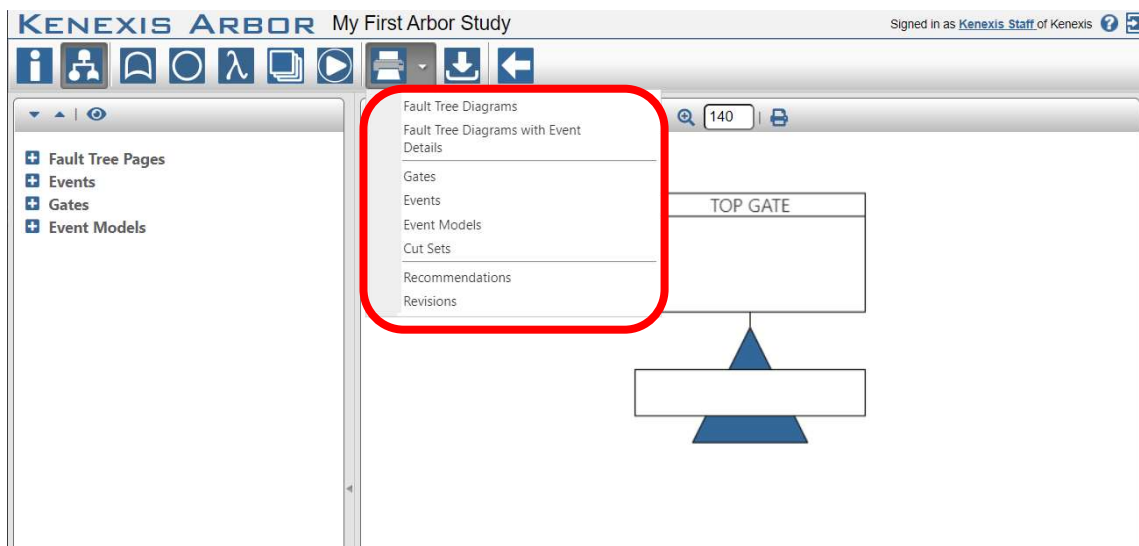 KENEXIS ARBOR My First Arbor Study
Signed in as Kenexis Staff of Kenexis
140
Fault Tree Pages
Events
Gates
Event Models
Fault Tree Diagrams
Fault Tree Diagrams with Event
Details
Gates
Events
Event Models
Cut Sets
Recommendations
Revisions
TOP GATE